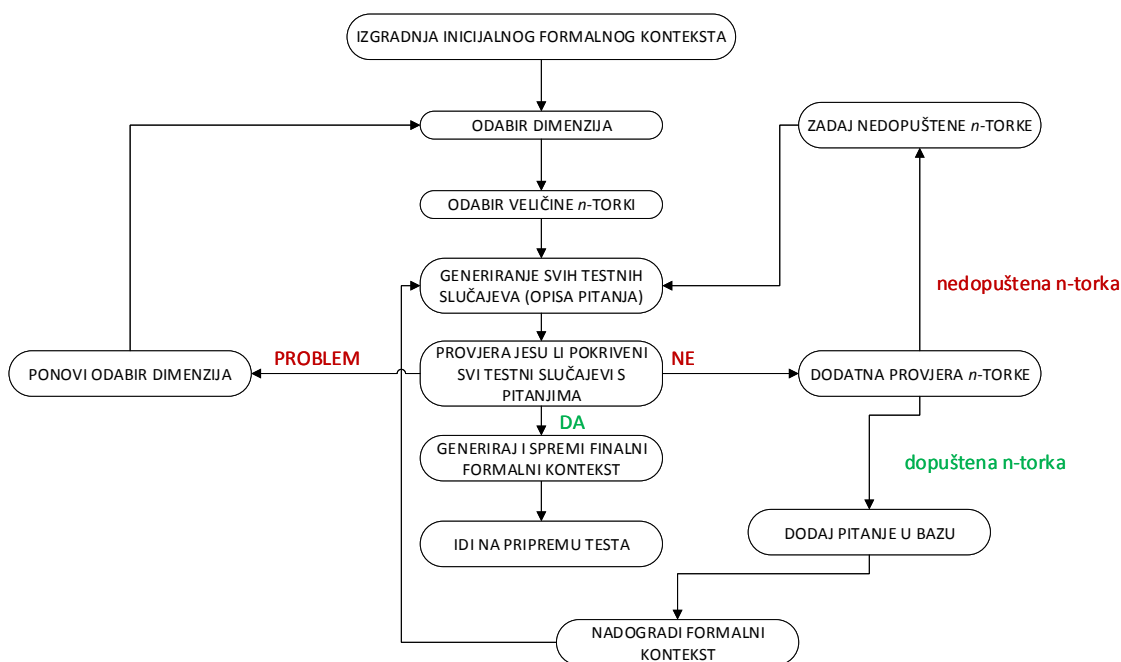 IZGRADNJA INICIJALNOG FORMALNOG KONTEKSTA
ODABIR DIMENZIJA
ZADAJ NEDOPUŠTENE n-TORKE
ODABIR VELIČINE n-TORKI
GENERIRANJE SVIH TESTNIH
SLUČAJEVA (OPISA PITANJA)
nedopuštena n-torka
PONOVI ODABIR DIMENZIJA
PROBLEM
PROVJERA JESU LI POKRIVENI
SVI TESTNI SLUČAJEVI S
PITANJIMA
NE
DODATNA PROVJERA n-TORKE
DA
GENERIRAJ I SPREMI FINALNI
FORMALNI KONTEKST
dopuštena n-torka
IDI NA PRIPREMU TESTA
DODAJ PITANJE U BAZU
NADOGRADI FORMALNI
KONTEKST